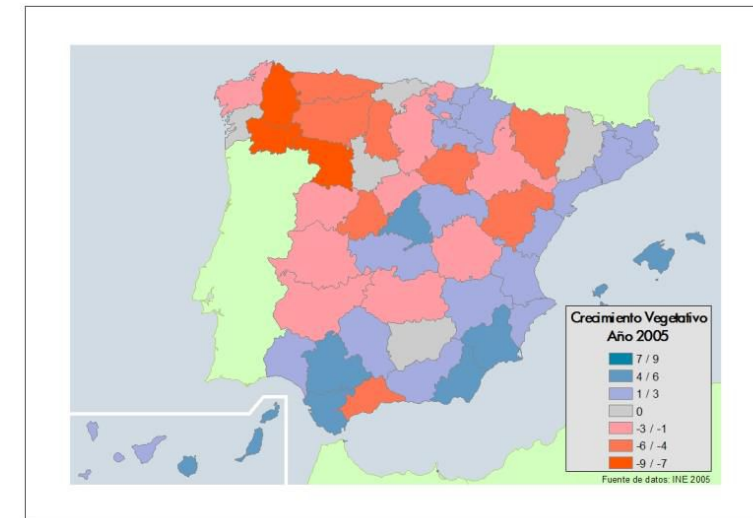 Crecimiento Vegetativo
Año 2005
7 / 9
4 / 6
1 / 3
0
-3 / -1
-6 / -4
-9 / -7
Fuente de datos: INE 2005